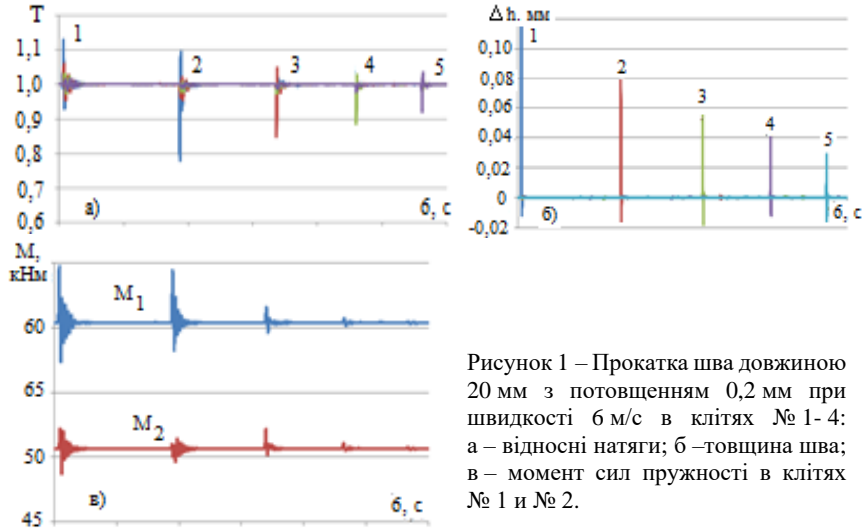 T
1
1,1
2
3
4
5
1,0
0,9
0,8
0,7
а)
6, с
0,6
Δh. мм
1
0,10
2
0,08
3
0,06
4
0,04
5
0,02
0
б)
6, с
-0,02
М,
кНм
М1
60
65
М2
50
в)
6, с
45
Рисунок 1 – Прокатка шва довжиною
20 мм з потовщенням 0,2 мм при
швидкості 6 м/с в клітях № 1- 4:
а – відносні натяги; б –товщина шва;
в – момент сил пружності в клітях
№ 1 и № 2.